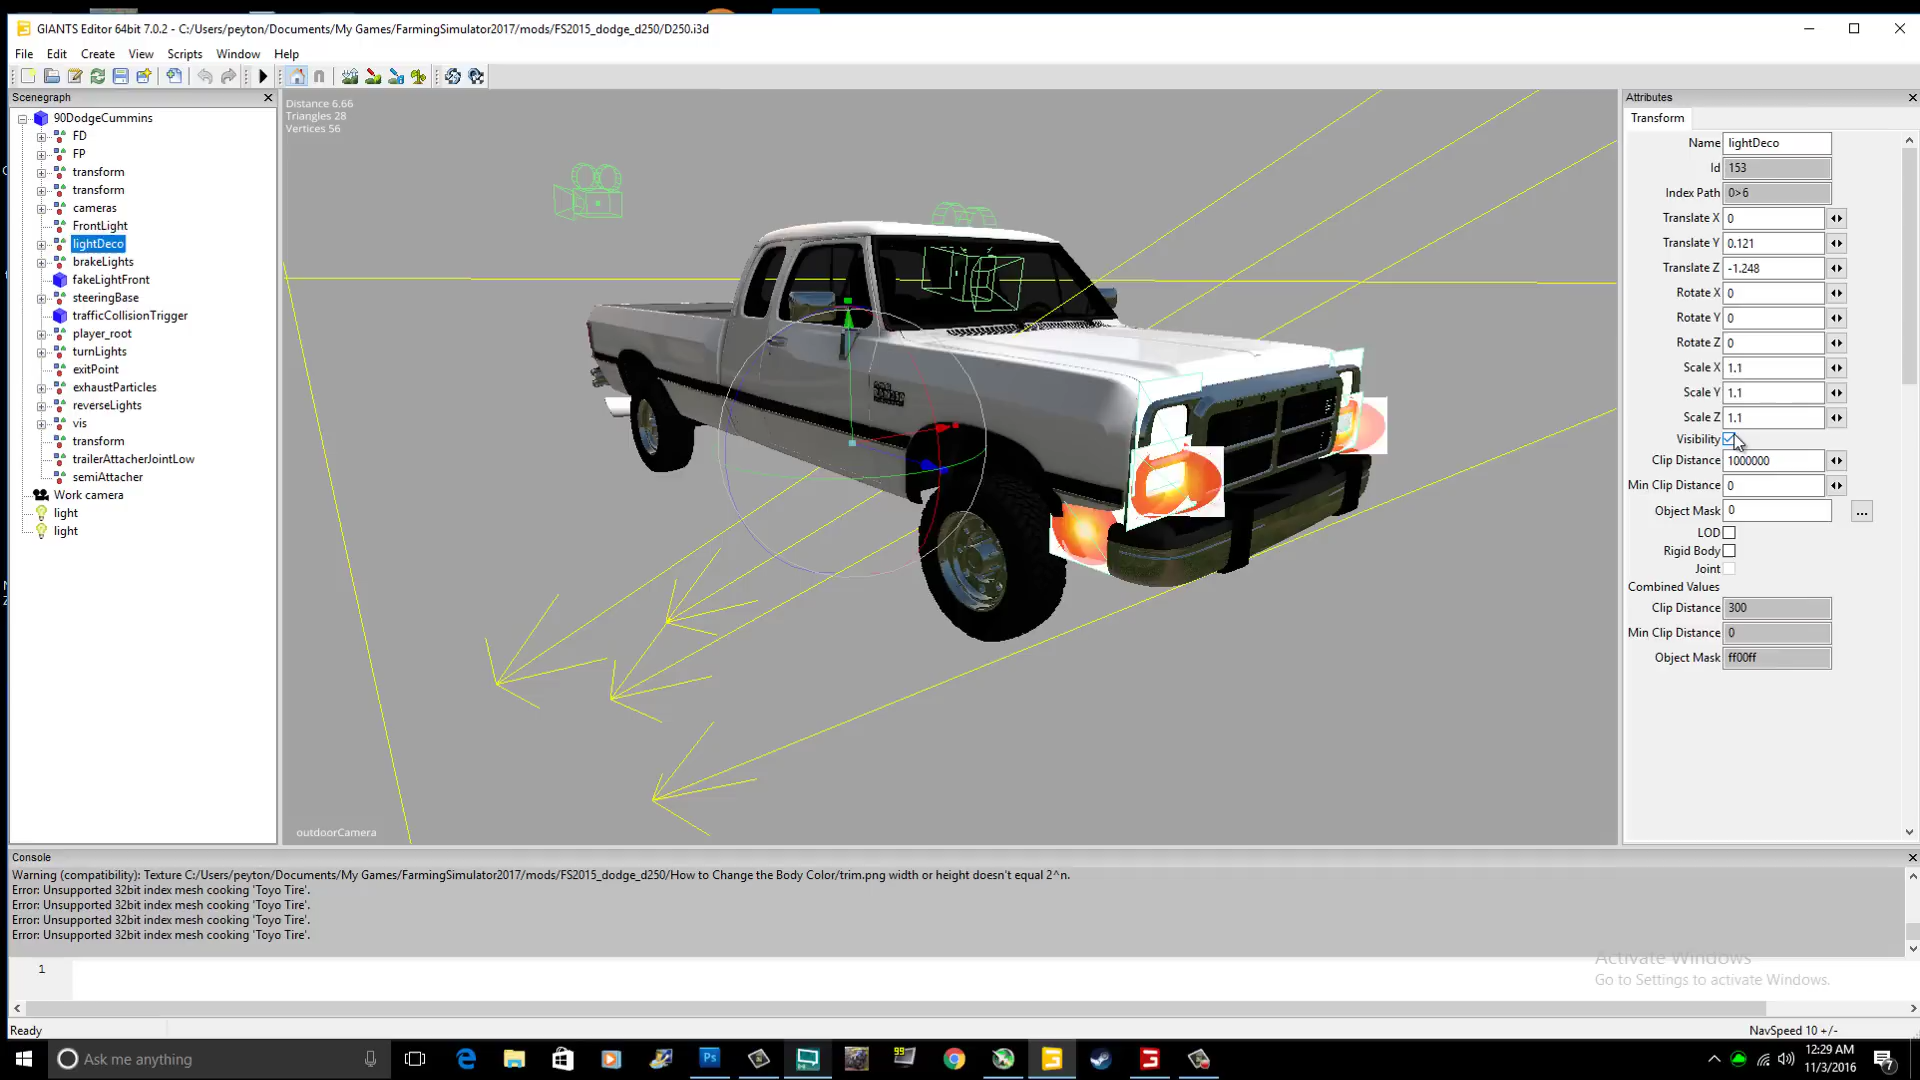 GIANTS Editor 64bit 7.0.2 - C:/Users/peyton/Documents/My Games/FarmingSimulator2017/mods/FS2015_dodge_d250/D250.i3d
File Edit Create View Scripts Window Help
Scenegraph
90DodgeCummins
FD
FP
transform
transform
cameras
FrontLight
lightDeco
brakeLights
fakeLightFront
steeringBase
trafficCollisionTrigger
player_root
turnLights
exitPoint
exhaustParticles
reverseLights
vis
transform
trailerAttacherJointLow
semiAttacher
Work camera
light
light
Distance 6.66
Triangles 28
Vertices 56
outdoorCamera
Attributes
Transform
Name lightDeco
Id 153
Index Path 0>6
Translate X 0
Translate Y 0.121
Translate Z -1.248
Rotate X 0
Rotate Y 0
Rotate Z 0
Scale X 1.1
Scale Y 1.1
Scale Z 1.1
Visibility
Clip Distance 1000000
Min Clip Distance 0
Object Mask 0 ...
LOD
Rigid Body
Joint
Combined Values
Clip Distance 300
Min Clip Distance 0
Object Mask ff00ff
Console
Warning (compatibility): Texture C:/Users/peyton/Documents/My Games/FarmingSimulator2017/mods/FS2015_dodge_d250/How to Change the Body Color/trim.png width or height doesn't equal 2^n.
Error: Unsupported 32bit index mesh cooking 'Toyo Tire'.
Error: Unsupported 32bit index mesh cooking 'Toyo Tire'.
Error: Unsupported 32bit index mesh cooking 'Toyo Tire'.
Error: Unsupported 32bit index mesh cooking 'Toyo Tire'.
1
Activate Windows
Go to Settings to activate Windows.
Ready
NavSpeed 10 +/-
Ask me anything
12:29 AM
11/3/2016
7